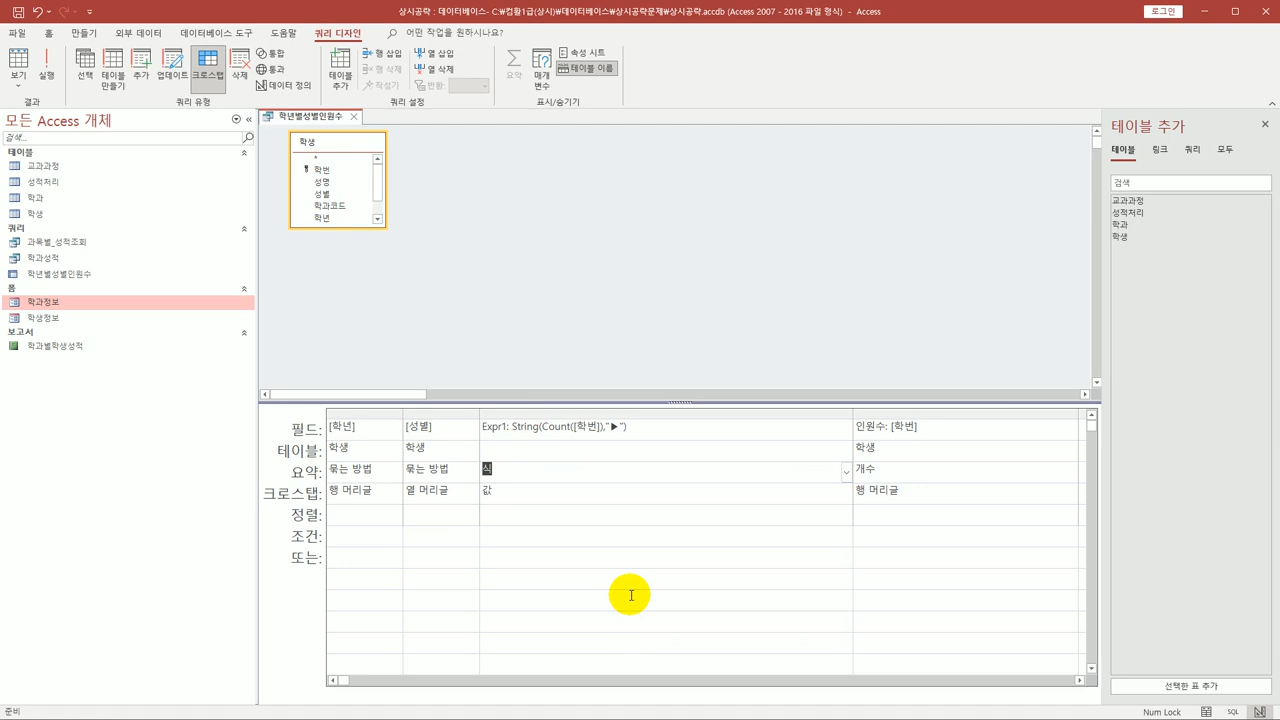 상시공략 : 데이터베이스- C:₩컴활1급(상시)₩데이터베이스₩상시공략문제₩상시공략.accdb (Access 2007 - 2016 파일 형식) - Access
로그인
파일 홈 만들기 외부 데이터 데이터베이스 도구 도움말 쿼리 디자인 어떤 작업을 원하시나요?
보기 실행 선택 테이블 만들기 추가 업데이트 크로스탭 삭제
통합
통과
데이터 정의
테이블 추가
행 삽입
행 삭제
작성기
열 삽입
열 삭제
반환:
요약
매개 변수
속성 시트
테이블 이름
결과 쿼리 유형 쿼리 설정 표시/숨기기
모든 Access 개체
검색...
테이블
교과과정
성적처리
학과
학생
쿼리
과목별_성적조회
학과성적
학년별성별인원수
폼
학과정보
학생정보
보고서
학과별학생성적
학년별성별인원수
학생
*
학번
성명
성별
학과코드
학년
필드: [학년] [성별] Expr1: String(Count([학번]),"▶") 인원수: [학번]
테이블: 학생 학생 학생
요약: 묶는 방법 묶는 방법 식 개수
크로스탭: 행 머리글 열 머리글 값 행 머리글
정렬:
조건:
또는:
테이블 추가
테이블 링크 쿼리 모두
검색
교과과정
성적처리
학과
학생
선택한 표 추가
준비
Num Lock
SQL